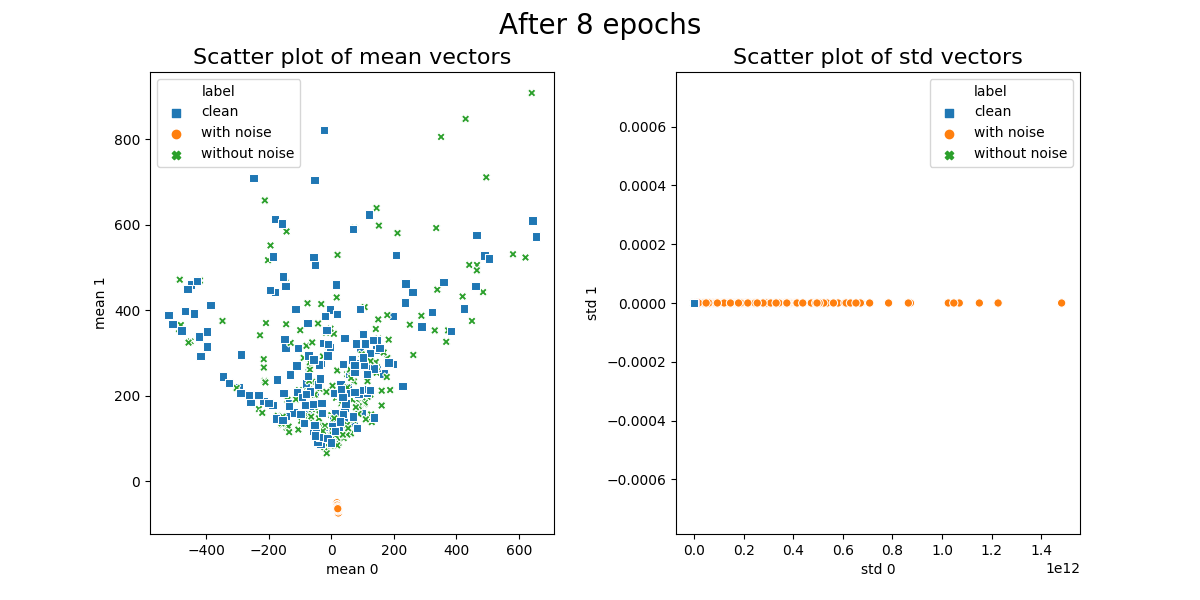 After 8 epochs
Scatter plot of mean vectors
label
clean
with noise
without noise
800
600
400
200
0
mean 1
−400
−200
0
200
400
600
mean 0
Scatter plot of std vectors
label
clean
with noise
without noise
0.0006
0.0004
0.0002
0.0000
−0.0002
−0.0004
−0.0006
std 1
0.0
0.2
0.4
0.6
0.8
1.0
1.2
1.4
1e12
std 0